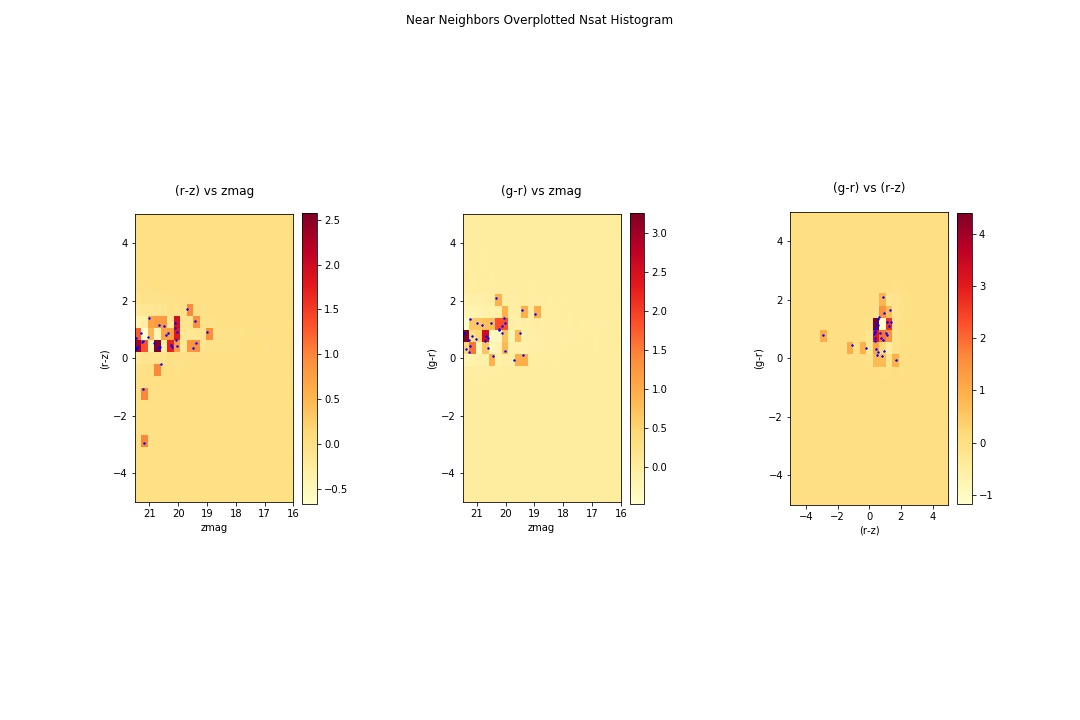 Near Neighbors Overplotted Nsat Histogram
(r-z) vs zmag
(g-r) vs zmag
(g-r) vs (r-z)
(r-z)
4
2
0
−2
−4
21 20 19 18 17 16
zmag
2.5
2.0
1.5
1.0
0.5
0.0
−0.5
(g-r)
4
2
0
−2
−4
21 20 19 18 17 16
zmag
3.0
2.5
2.0
1.5
1.0
0.5
0.0
(g-r)
4
2
0
−2
−4
−4 −2 0 2 4
(r-z)
4
3
2
1
0
−1